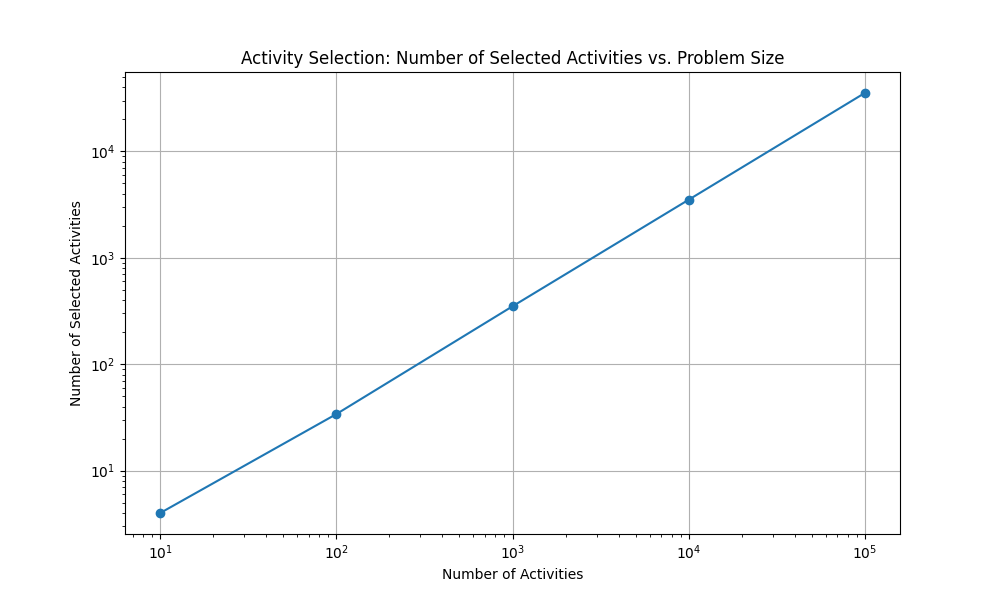 Activity Selection: Number of Selected Activities vs. Problem Size
Number of Selected Activities
10⁴
10³
10²
10¹
10¹ 10² 10³ 10⁴ 10⁵
Number of Activities